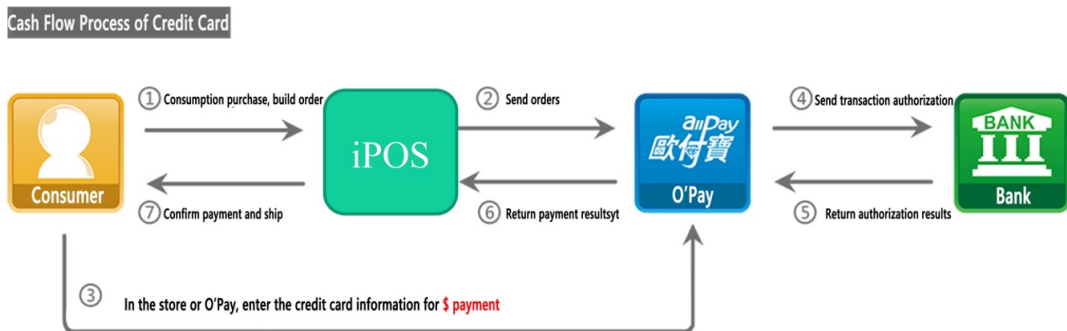 Cash Flow Process of Credit Card
① Consumption purchase, build order
② Send orders
④ Send transaction authorization
Consumer
iPOS
allPay
歐付寶
O'Pay
BANK
Bank
⑦ Confirm payment and ship
⑥ Return payment resultsyt
⑤ Return authorization results
③ In the store or O'Pay, enter the credit card information for $ payment